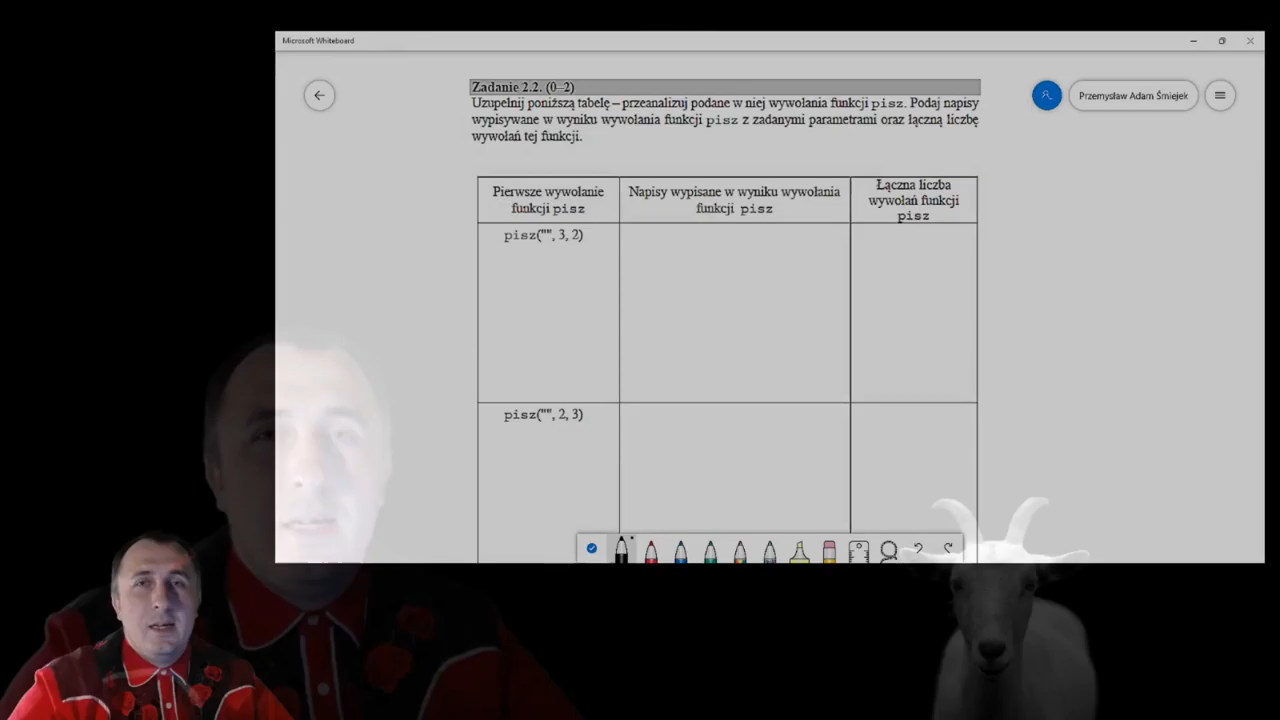 Microsoft Whiteboard
Przemysław Adam Śmiejek
Zadanie 2.2. (0–2)
Uzupełnij poniższą tabelę – przeanalizuj podane w niej wywołania funkcji pisz. Podaj napisy
wypisywane w wyniku wywołania funkcji pisz z zadanymi parametrami oraz łączną liczbę
wywołań tej funkcji.
Pierwsze wywołanie
funkcji pisz
Napisy wypisane w wyniku wywołania
funkcji pisz
Łączna liczba
wywołań funkcji
pisz
pisz("", 3, 2)
pisz("", 2, 3)